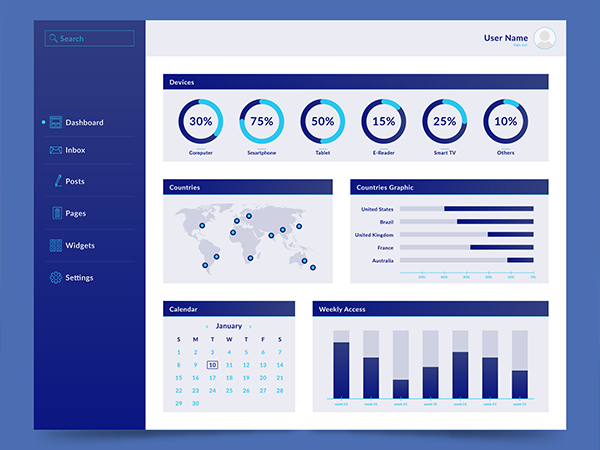 Search
User Name
Sign out
Dashboard
Inbox
Posts
Pages
Widgets
Settings
Devices
30% 75% 50% 15% 25% 10%
Computer Smartphone Tablet E-Reader Smart TV Others
Countries
Countries Graphic
United States
Brazil
United Kingdom
France
Australia
Calendar
‹ January ›
S M T W T F S
1 2 3 4 5 6 7
8 9 10 11 12 13 14
15 16 17 18 19 20 21
22 23 24 25 26 27 28
29 30
Weekly Access